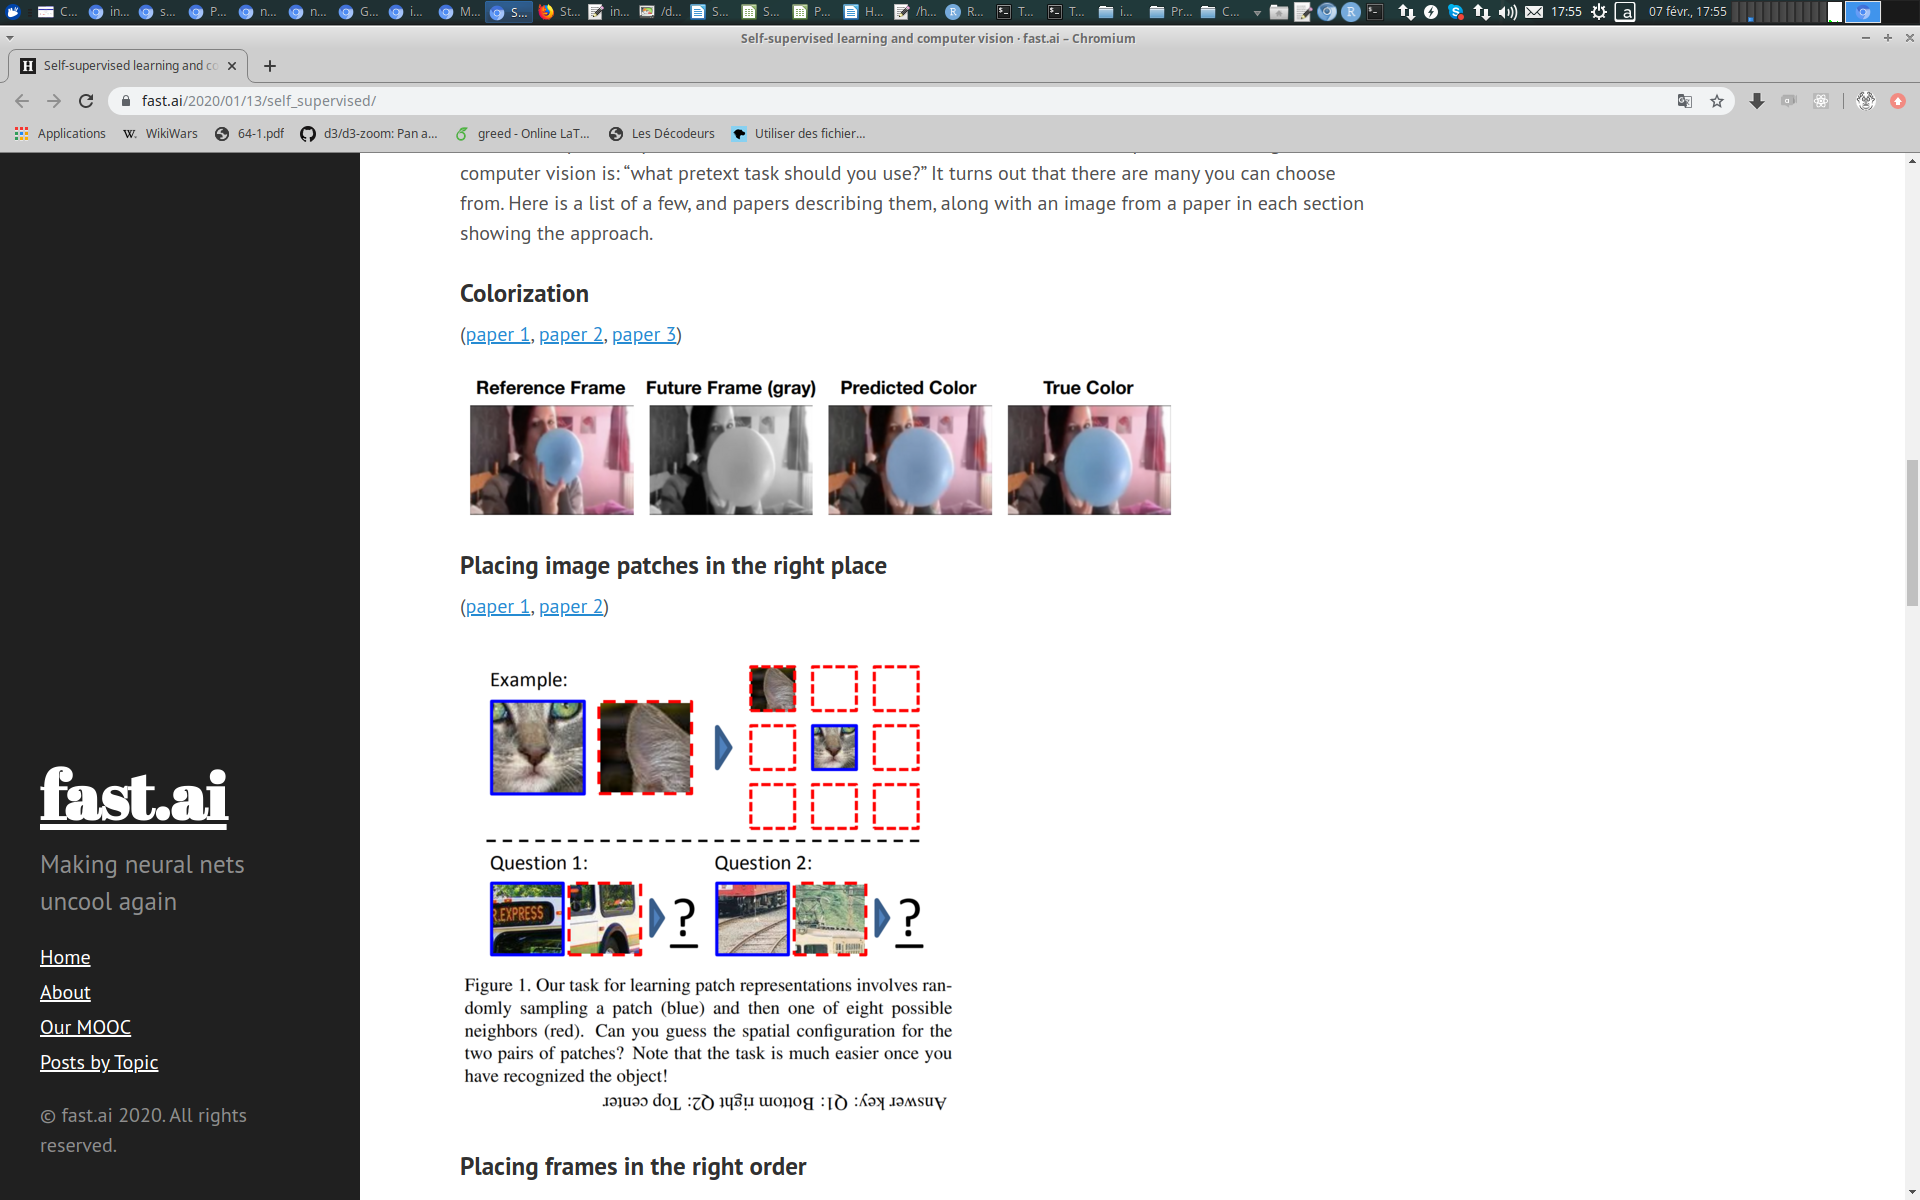 C... in... s... P... n... n... G... i... M... S... St... in... /d... S... S... P... H... /h... R... T... T... i... Pr... C... 17:55 a 07 févr., 17:55
Self-supervised learning and computer vision · fast.ai – Chromium
Self-supervised learning and co
fast.ai/2020/01/13/self_supervised/
Applications WikiWars 64-1.pdf d3/d3-zoom: Pan a... greed - Online LaT... Les Décodeurs Utiliser des fichier...
computer vision is: “what pretext task should you use?” It turns out that there are many you can choose
from. Here is a list of a few, and papers describing them, along with an image from a paper in each section
showing the approach.
Colorization
(paper 1, paper 2, paper 3)
Reference Frame Future Frame (gray) Predicted Color True Color
Placing image patches in the right place
(paper 1, paper 2)
Example:
Question 1: Question 2:
R.EXPRESS ? ?
Figure 1. Our task for learning patch representations involves ran-
domly sampling a patch (blue) and then one of eight possible
neighbors (red). Can you guess the spatial configuration for the
two pairs of patches? Note that the task is much easier once you
have recognized the object!
Answer key: Q1: Bottom right Q2: Top center
Placing frames in the right order
fast.ai
Making neural nets
uncool again
Home
About
Our MOOC
Posts by Topic
© fast.ai 2020. All rights
reserved.